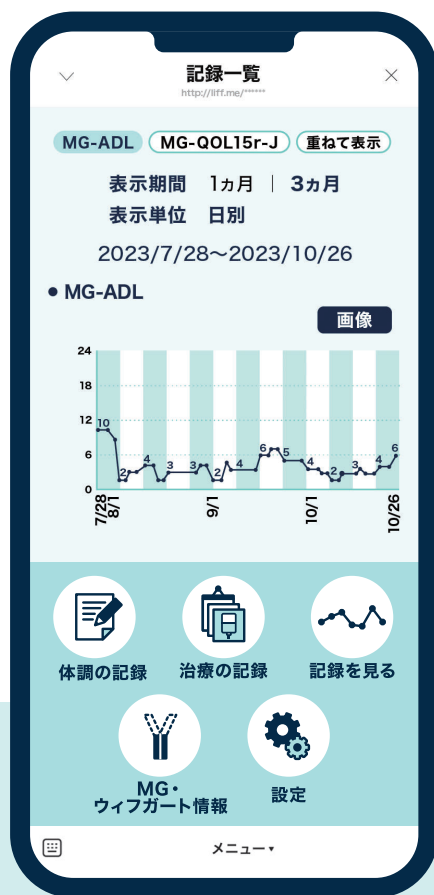 記録一覧
http://liff.me/******
MG-ADL MG-QOL15r-J 重ねて表示
表示期間 1ヵ月 | 3ヵ月
表示単位 日別
2023/7/28～2023/10/26
• MG-ADL
画像
24
18
12
6
0
10 2 4 3 3 2 4 6 5 4 2 3 4 6
7/28 8/1 9/1 10/1 10/26
体調の記録 治療の記録 記録を見る
MG・
ウィフガート情報 設定
メニュー▾